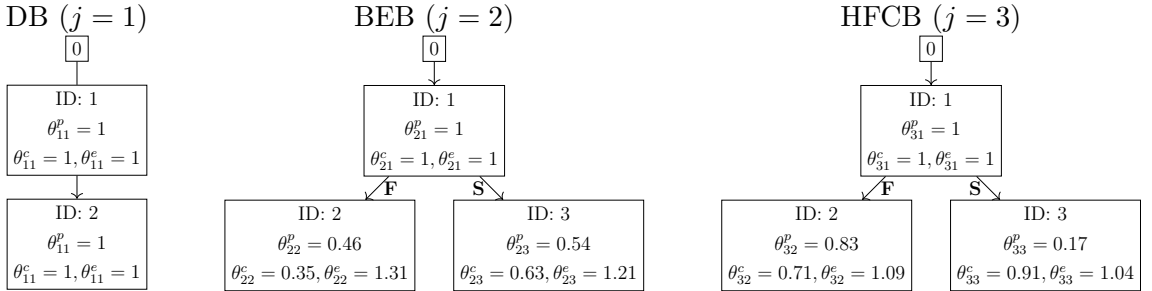 DB (j = 1)
0
ID: 1
θ^p_11 = 1
θ^c_11 = 1, θ^e_11 = 1
ID: 2
θ^p_11 = 1
θ^c_11 = 1, θ^e_11 = 1
BEB (j = 2)
0
ID: 1
θ^p_21 = 1
θ^c_21 = 1, θ^e_21 = 1
F
S
ID: 2
θ^p_22 = 0.46
θ^c_22 = 0.35, θ^e_22 = 1.31
ID: 3
θ^p_23 = 0.54
θ^c_23 = 0.63, θ^e_23 = 1.21
HFCB (j = 3)
0
ID: 1
θ^p_31 = 1
θ^c_31 = 1, θ^e_31 = 1
F
S
ID: 2
θ^p_32 = 0.83
θ^c_32 = 0.71, θ^e_32 = 1.09
ID: 3
θ^p_33 = 0.17
θ^c_33 = 0.91, θ^e_33 = 1.04